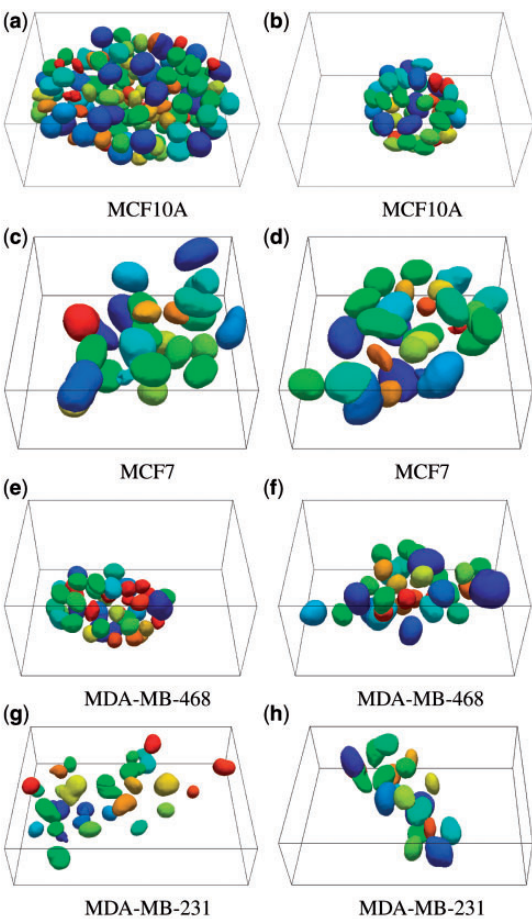 (a) (b)
MCF10A MCF10A
(c) (d)
MCF7 MCF7
(e) (f)
MDA-MB-468 MDA-MB-468
(g) (h)
MDA-MB-231 MDA-MB-231